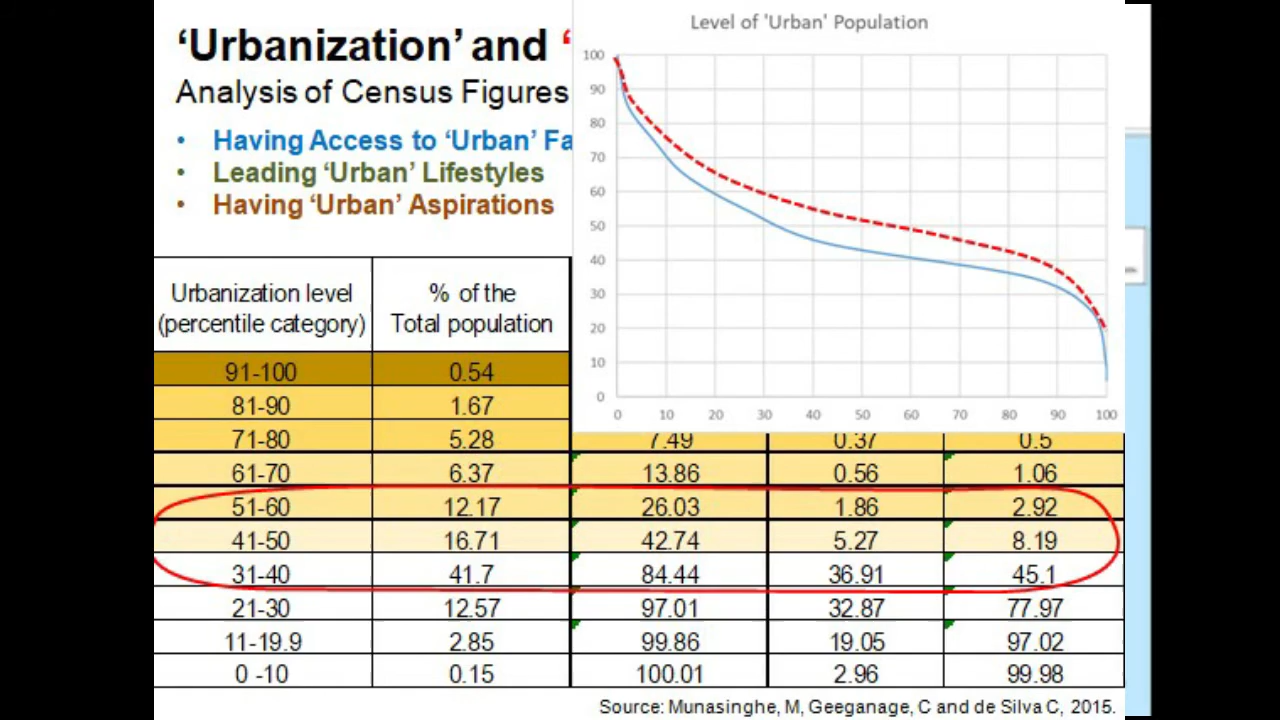 'Urbanization' and '
Analysis of Census Figures
• Having Access to 'Urban' Fa
• Leading 'Urban' Lifestyles
• Having 'Urban' Aspirations
Level of 'Urban' Population
100
90
80
70
60
50
40
30
20
10
0
0 10 20 30 40 50 60 70 80 90 100
Urbanization level (percentile category) % of the Total population
91-100 0.54
81-90 1.67
71-80 5.28 7.49 0.37 0.5
61-70 6.37 13.86 0.56 1.06
51-60 12.17 26.03 1.86 2.92
41-50 16.71 42.74 5.27 8.19
31-40 41.7 84.44 36.91 45.1
21-30 12.57 97.01 32.87 77.97
11-19.9 2.85 99.86 19.05 97.02
0 -10 0.15 100.01 2.96 99.98
Source: Munasinghe, M, Geeganage, C and de Silva C, 2015.